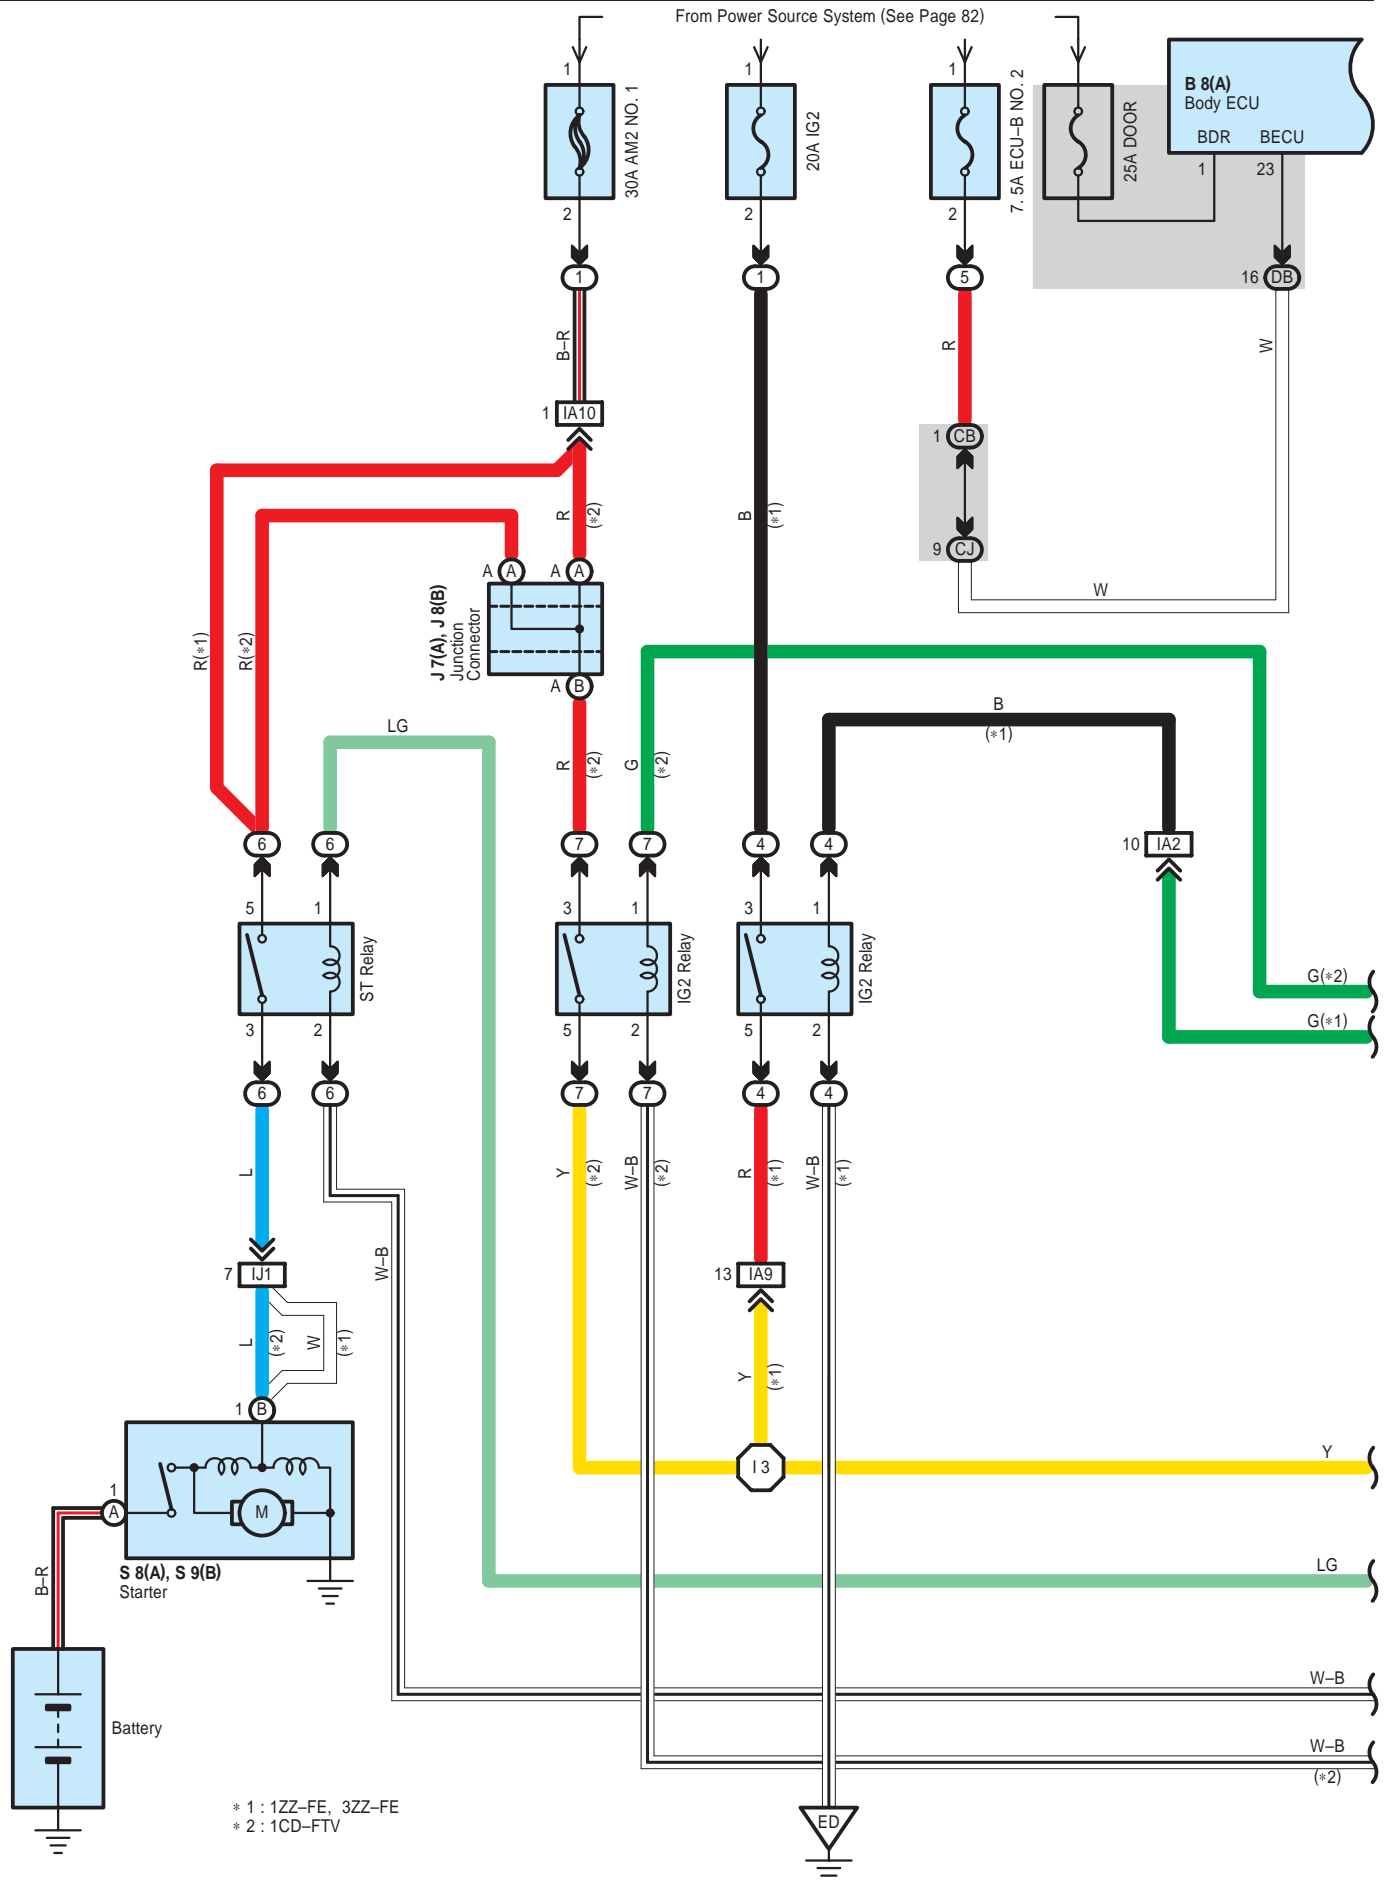 From Power Source System (See Page 82)
1
1
1
30A AM2 NO. 1
20A IG2
7. 5A ECU–B NO. 2
25A DOOR
B 8(A)
Body ECU
BDR
BECU
1
23
2
2
2
1
1
5
16
DB
B–R
R
W
1
IA10
1
CB
R
(∗2)
B
(∗1)
9
CJ
A
A
A
A
W
J 7(A), J 8(B)
Junction
Connector
R(∗1)
R(∗2)
A
B
LG
B
(∗1)
R
(∗2)
G
(∗2)
6
6
7
7
4
4
10
IA2
5
1
3
1
3
1
ST Relay
IG2 Relay
IG2 Relay
G(∗2)
G(∗1)
3
2
5
2
5
2
6
6
7
7
4
4
L
Y
(∗2)
W–B
(∗2)
R
(∗1)
W–B
(∗1)
W–B
7
IJ1
13
IA9
L
(∗2)
W
(∗1)
Y
(∗1)
1
B
I 3
Y
1
A
M
S 8(A), S 9(B)
Starter
LG
B–R
W–B
Battery
W–B
(∗2)
∗ 1 : 1ZZ–FE, 3ZZ–FE
∗ 2 : 1CD–FTV
ED